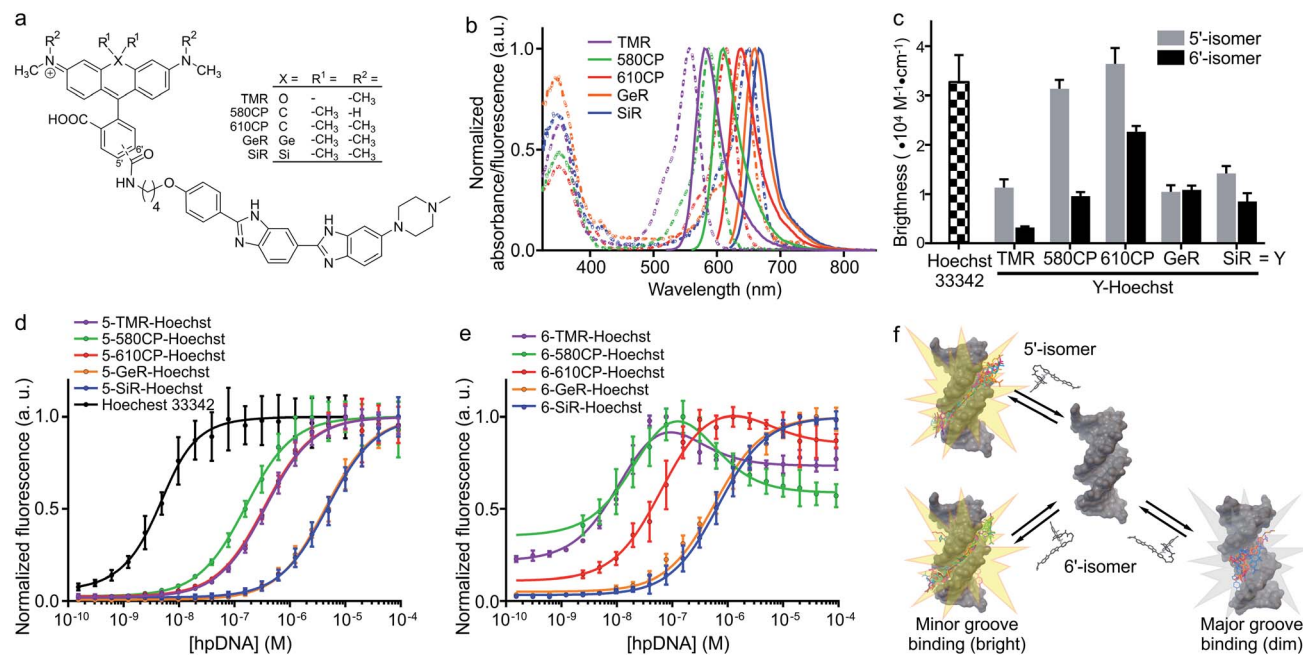 a
R² R¹ R¹ R²
H₃C N X N CH₃
⊕
HOOC
6'
5' O
HN O
4
HN N HN N N N
X = R¹ = R² =
TMR O - -CH₃
580CP C -CH₃ -H
610CP C -CH₃ -CH₃
GeR Ge -CH₃ -CH₃
SiR Si -CH₃ -CH₃
b
Normalized
absorbance/fluorescence (a.u.)
1.0
0.5
0.0
TMR
580CP
610CP
GeR
SiR
400 500 600 700 800
Wavelength (nm)
c
Brigthness ( •10⁴ M⁻¹•cm⁻¹)
4
3
2
1
0
5'-isomer
6'-isomer
Hoechst
33342
TMR 580CP 610CP GeR SiR = Y
Y-Hoechst
d
5-TMR-Hoechst
5-580CP-Hoechst
5-610CP-Hoechst
5-GeR-Hoechst
5-SiR-Hoechst
Hoechest 33342
Normalized fluorescence (a. u.)
1.0
0.5
0.0
10⁻¹⁰ 10⁻⁹ 10⁻⁸ 10⁻⁷ 10⁻⁶ 10⁻⁵ 10⁻⁴
[hpDNA] (M)
e
6-TMR-Hoechst
6-580CP-Hoechst
6-610CP-Hoechst
6-GeR-Hoechst
6-SiR-Hoechst
Normalized fluorescence (a.u.)
1.0
0.5
0.0
10⁻¹⁰ 10⁻⁹ 10⁻⁸ 10⁻⁷ 10⁻⁶ 10⁻⁵ 10⁻⁴
[hpDNA] (M)
f
5'-isomer
6'-isomer
Minor groove
binding (bright)
Major groove
binding (dim)